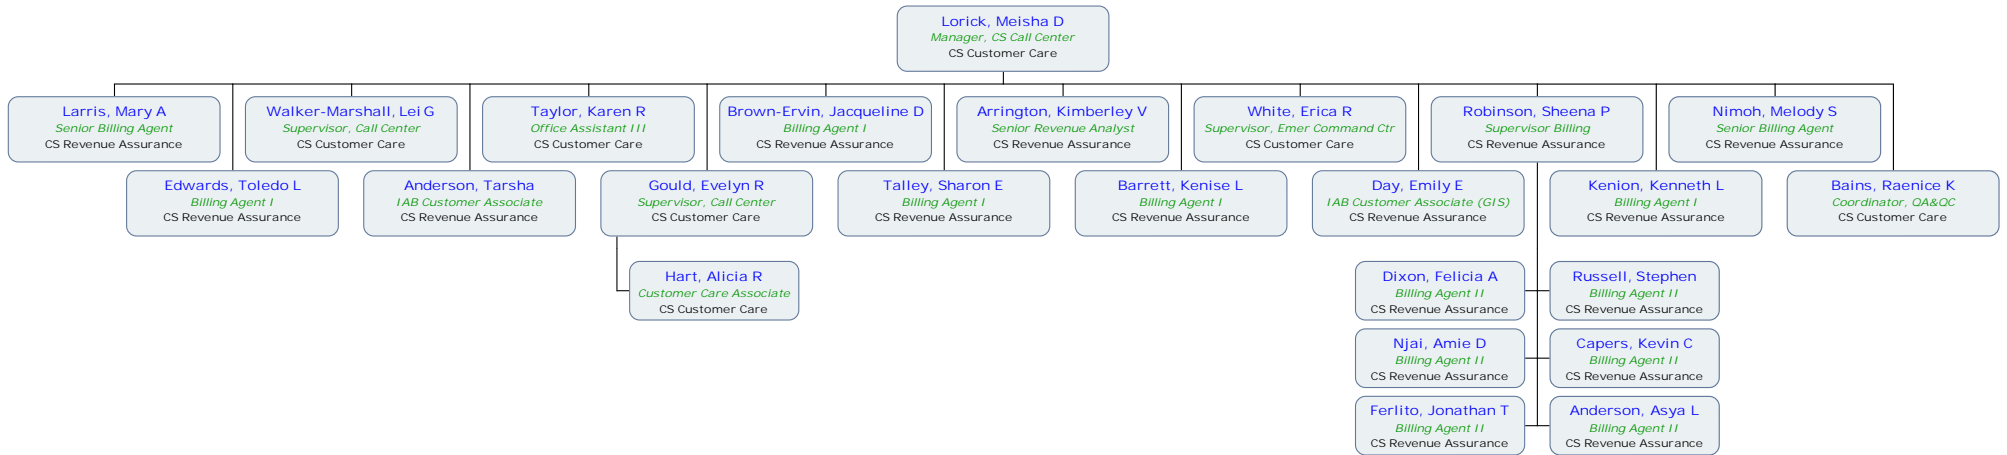 Lorick, Meisha D
Manager, CS Call Center
CS Customer Care
Larris, Mary A
Senior Billing Agent
CS Revenue Assurance
Walker-Marshall, Lei G
Supervisor, Call Center
CS Customer Care
Taylor, Karen R
Office Assistant III
CS Customer Care
Brown-Ervin, Jacqueline D
Billing Agent I
CS Revenue Assurance
Arrington, Kimberley V
Senior Revenue Analyst
CS Revenue Assurance
White, Erica R
Supervisor, Emer Command Ctr
CS Customer Care
Robinson, Sheena P
Supervisor Billing
CS Revenue Assurance
Nimoh, Melody S
Senior Billing Agent
CS Revenue Assurance
Edwards, Toledo L
Billing Agent I
CS Revenue Assurance
Anderson, Tarsha
IAB Customer Associate
CS Revenue Assurance
Gould, Evelyn R
Supervisor, Call Center
CS Customer Care
Talley, Sharon E
Billing Agent I
CS Revenue Assurance
Barrett, Kenise L
Billing Agent I
CS Revenue Assurance
Day, Emily E
IAB Customer Associate (GIS)
CS Revenue Assurance
Kenion, Kenneth L
Billing Agent I
CS Revenue Assurance
Bains, Raenice K
Coordinator, QA&QC
CS Customer Care
Hart, Alicia R
Customer Care Associate
CS Customer Care
Dixon, Felicia A
Billing Agent II
CS Revenue Assurance
Russell, Stephen
Billing Agent II
CS Revenue Assurance
Njai, Amie D
Billing Agent II
CS Revenue Assurance
Capers, Kevin C
Billing Agent II
CS Revenue Assurance
Ferlito, Jonathan T
Billing Agent II
CS Revenue Assurance
Anderson, Asya L
Billing Agent II
CS Revenue Assurance